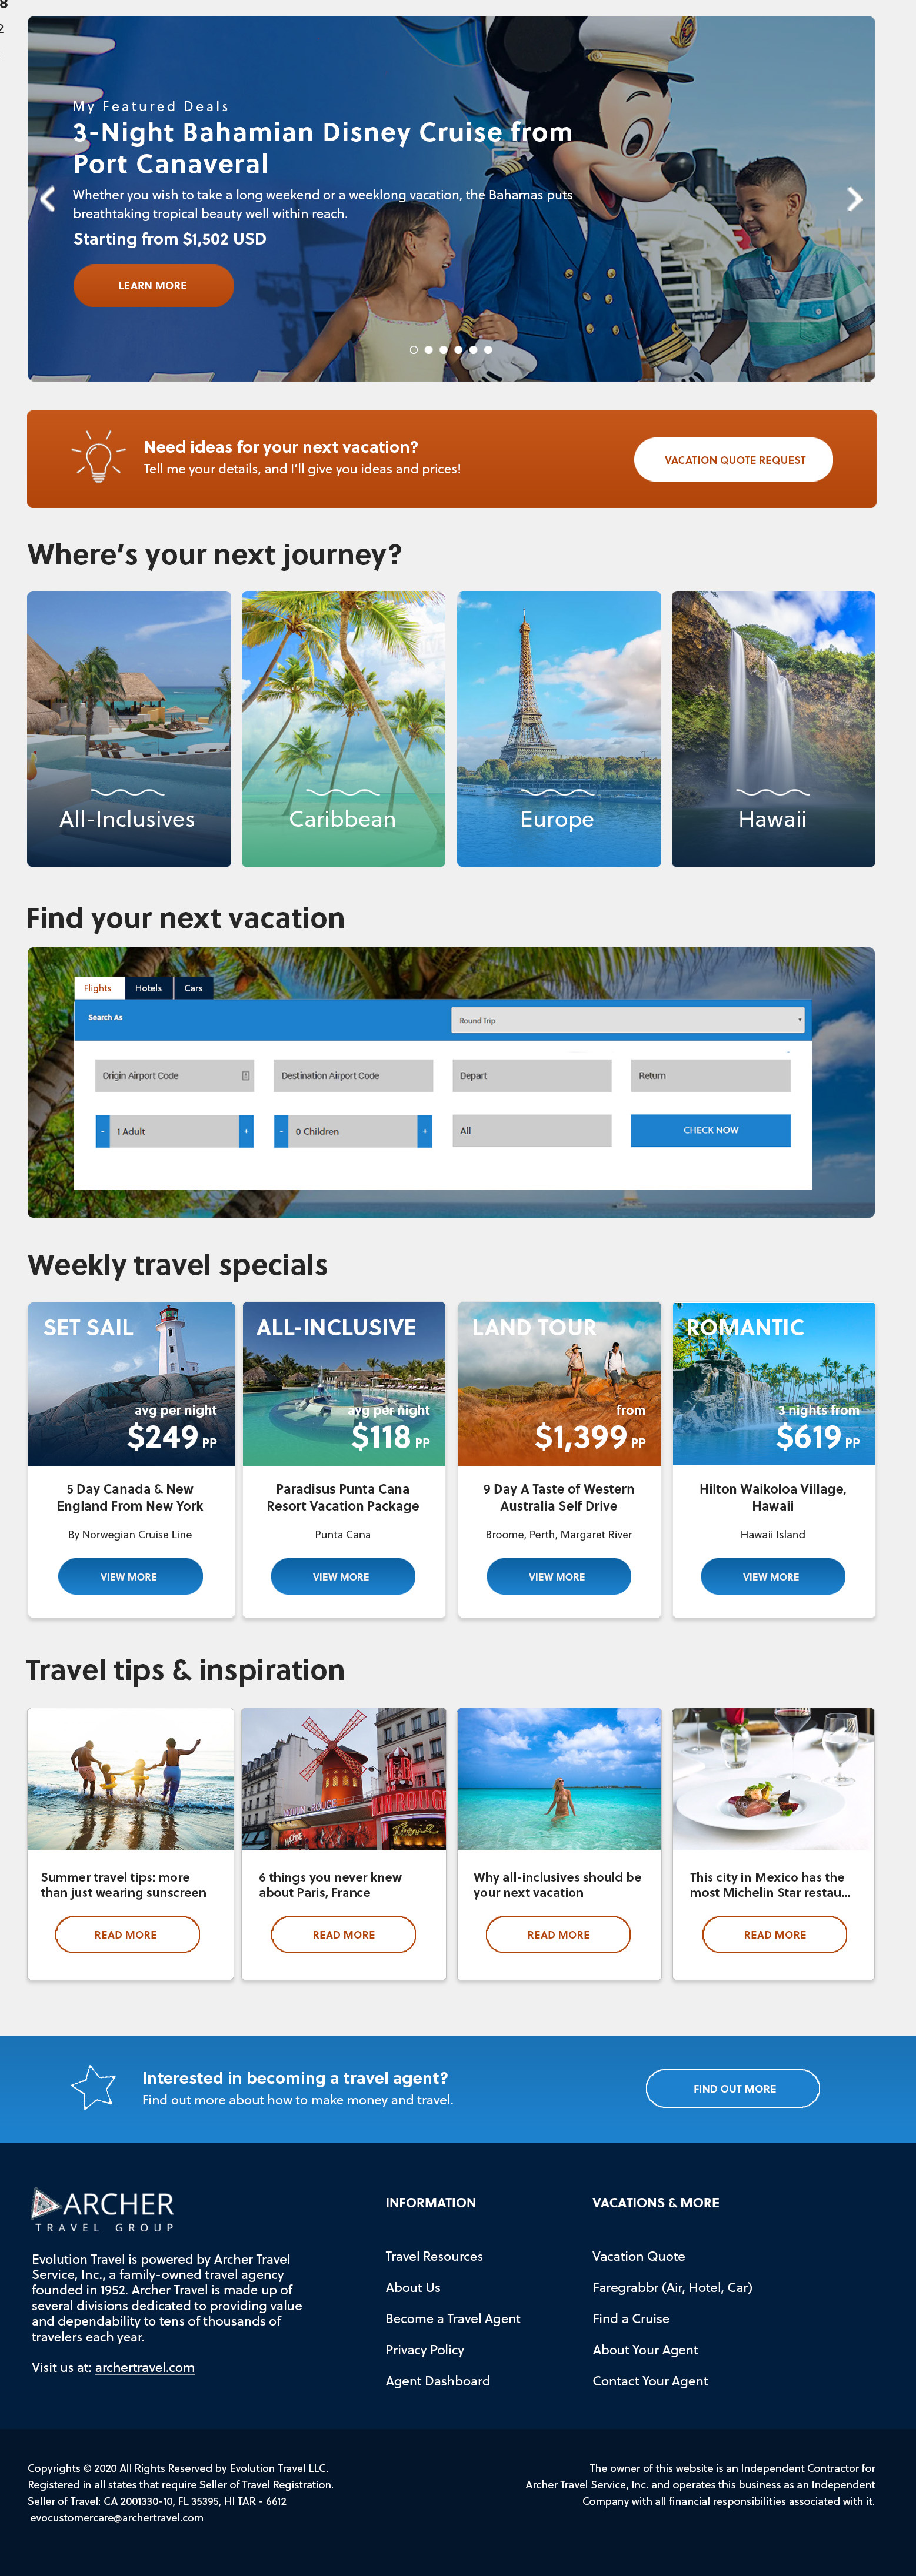 8
2
My Featured Deals
3-Night Bahamian Disney Cruise from
Port Canaveral
Whether you wish to take a long weekend or a weeklong vacation, the Bahamas puts
breathtaking tropical beauty well within reach.
Starting from $1,502 USD
LEARN MORE
Need ideas for your next vacation?
Tell me your details, and I'll give you ideas and prices!
VACATION QUOTE REQUEST
Where's your next journey?
All-Inclusives
Caribbean
Europe
Hawaii
Find your next vacation
Flights
Hotels
Cars
Search As
Round Trip
Origin Airport Code
Destination Airport Code
Depart
Return
- 1 Adult +
- 0 Children +
All
CHECK NOW
Weekly travel specials
SET SAIL
avg per night
$249 PP
5 Day Canada & New
England From New York
By Norwegian Cruise Line
VIEW MORE
ALL-INCLUSIVE
avg per night
$118 PP
Paradisus Punta Cana
Resort Vacation Package
Punta Cana
VIEW MORE
LAND TOUR
from
$1,399 PP
9 Day A Taste of Western
Australia Self Drive
Broome, Perth, Margaret River
VIEW MORE
ROMANTIC
3 nights from
$619 PP
Hilton Waikoloa Village,
Hawaii
Hawaii Island
VIEW MORE
Travel tips & inspiration
Summer travel tips: more
than just wearing sunscreen
READ MORE
MOULIN ROUGE
6 things you never knew
about Paris, France
READ MORE
Why all-inclusives should be
your next vacation
READ MORE
This city in Mexico has the
most Michelin Star restau...
READ MORE
Interested in becoming a travel agent?
Find out more about how to make money and travel.
FIND OUT MORE
ARCHER
TRAVEL GROUP
Evolution Travel is powered by Archer Travel
Service, Inc., a family-owned travel agency
founded in 1952. Archer Travel is made up of
several divisions dedicated to providing value
and dependability to tens of thousands of
travelers each year.
Visit us at: archertravel.com
INFORMATION
Travel Resources
About Us
Become a Travel Agent
Privacy Policy
Agent Dashboard
VACATIONS & MORE
Vacation Quote
Faregrabbr (Air, Hotel, Car)
Find a Cruise
About Your Agent
Contact Your Agent
Copyrights © 2020 All Rights Reserved by Evolution Travel LLC.
Registered in all states that require Seller of Travel Registration.
Seller of Travel: CA 2001330-10, FL 35395, HI TAR - 6612
evocustomercare@archertravel.com
The owner of this website is an Independent Contractor for
Archer Travel Service, Inc. and operates this business as an Independent
Company with all financial responsibilities associated with it.